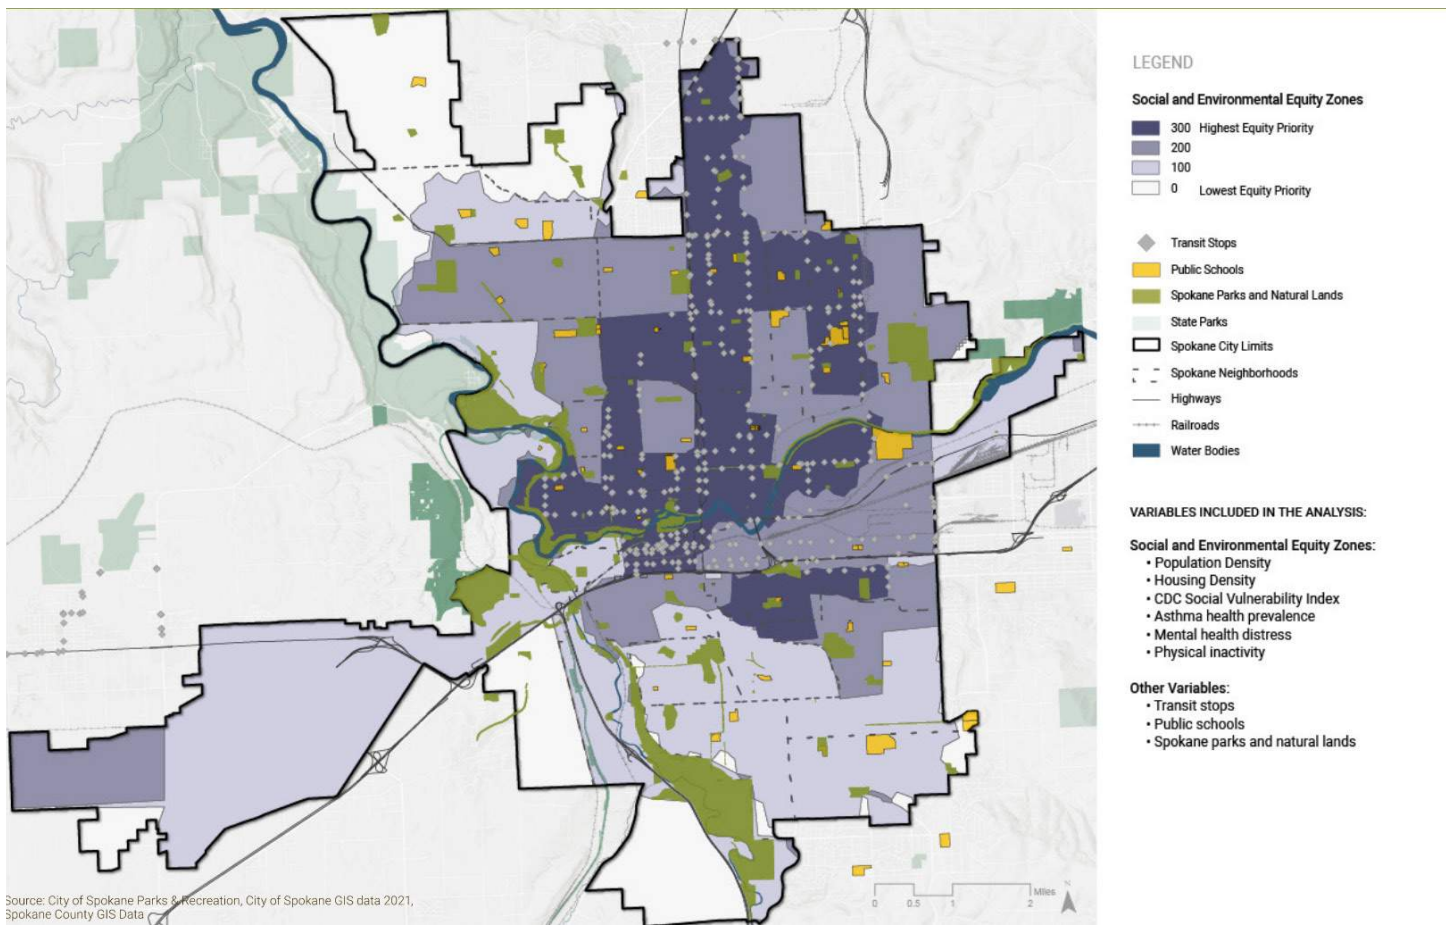 LEGEND
Social and Environmental Equity Zones
300 Highest Equity Priority
200
100
0 Lowest Equity Priority
Transit Stops
Public Schools
Spokane Parks and Natural Lands
State Parks
Spokane City Limits
Spokane Neighborhoods
Highways
Railroads
Water Bodies
VARIABLES INCLUDED IN THE ANALYSIS:
Social and Environmental Equity Zones:
• Population Density
• Housing Density
• CDC Social Vulnerability Index
• Asthma health prevalence
• Mental health distress
• Physical inactivity
Other Variables:
• Transit stops
• Public schools
• Spokane parks and natural lands
N
Miles
0 0.5 1 2
Source: City of Spokane Parks & Recreation, City of Spokane GIS data 2021,
Spokane County GIS Data